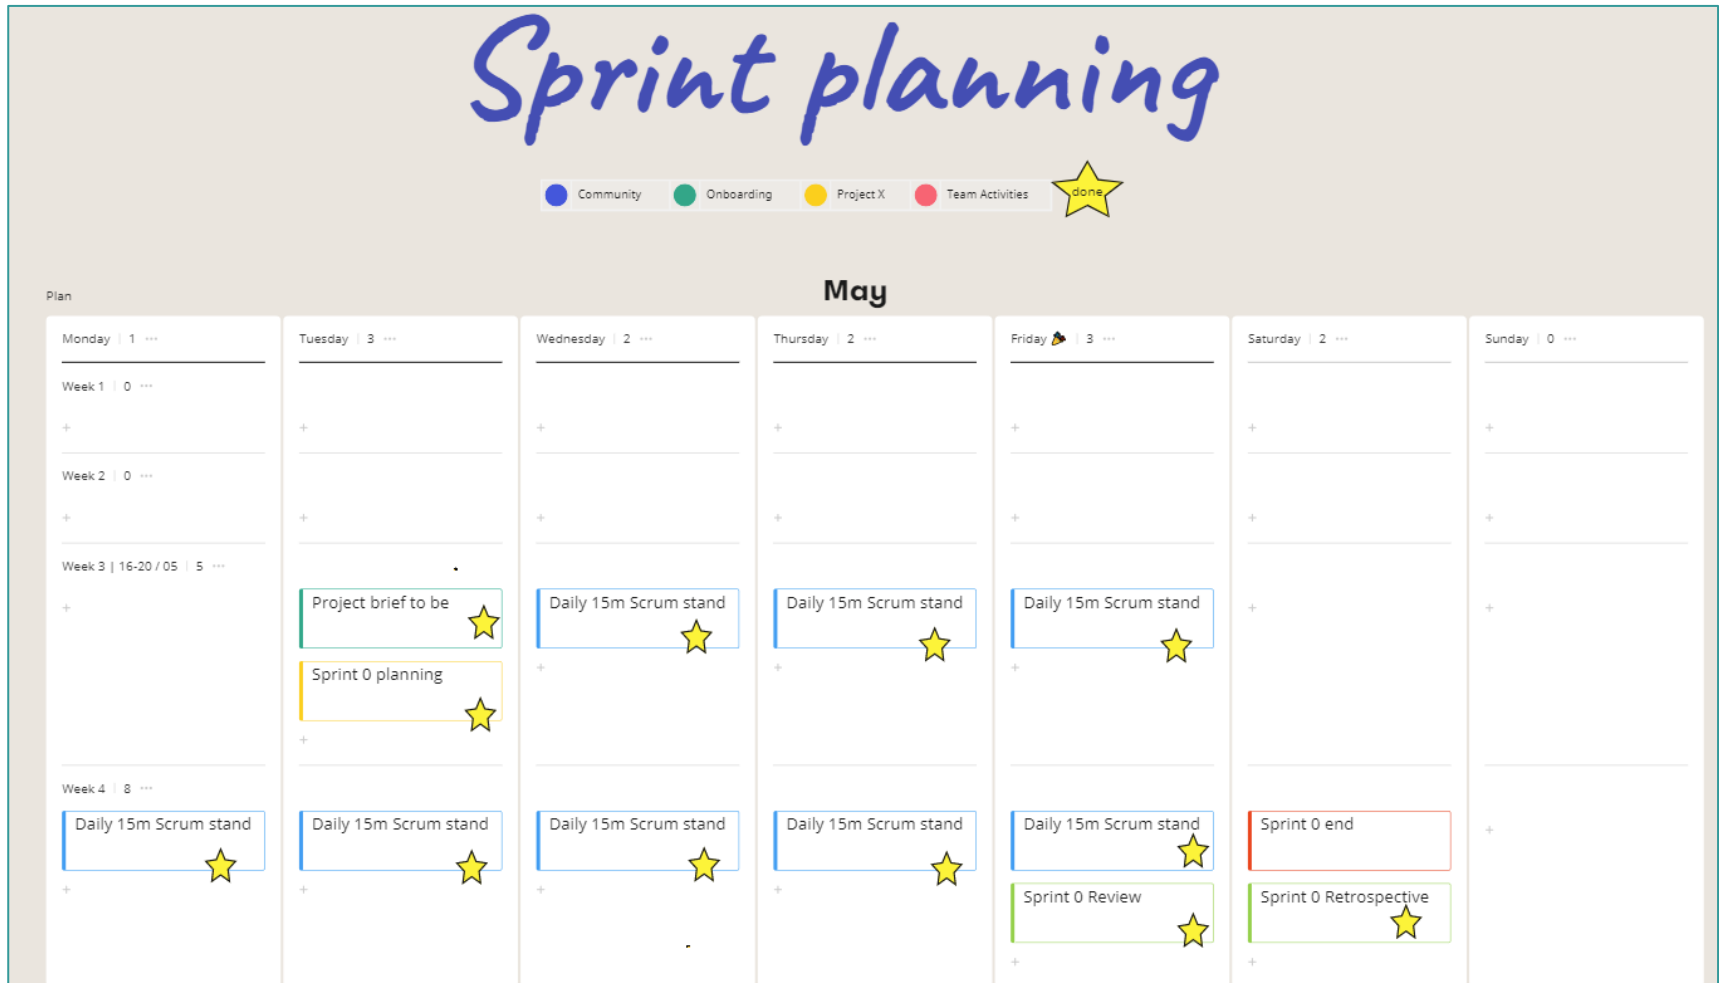 Sprint planning
Community Onboarding Project X Team Activities done
Plan
May
Monday 1 Tuesday 3 Wednesday 2 Thursday 2 Friday 3 Saturday 2 Sunday 0
Week 1 0
Week 2 0
Week 3 | 16-20 / 05 5
Project brief to be Daily 15m Scrum stand Daily 15m Scrum stand Daily 15m Scrum stand
Sprint 0 planning
Week 4 8
Daily 15m Scrum stand Daily 15m Scrum stand Daily 15m Scrum stand Daily 15m Scrum stand Daily 15m Scrum stand Sprint 0 end
Sprint 0 Review Sprint 0 Retrospective